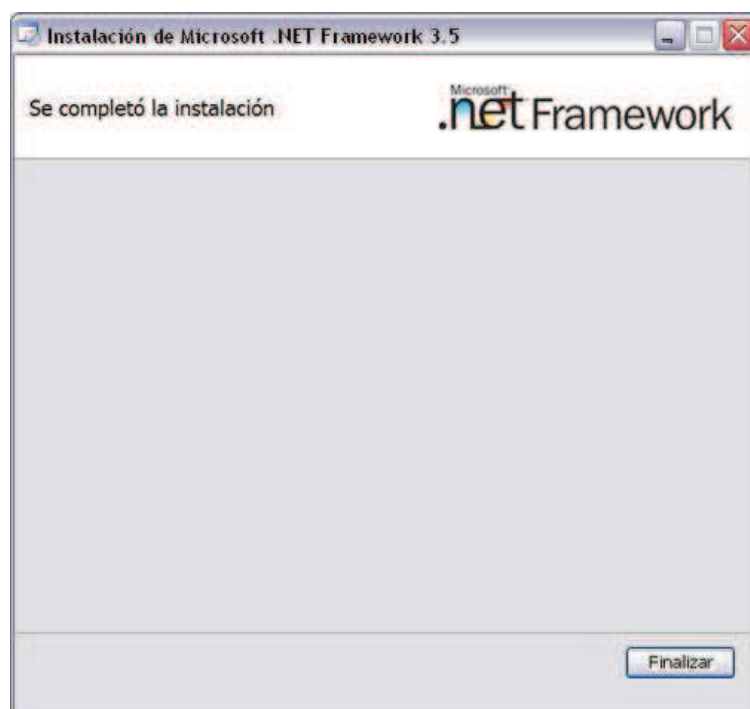 Instalación de Microsoft .NET Framework 3.5
Se completó la instalación
Microsoft
.net Framework
Finalizar